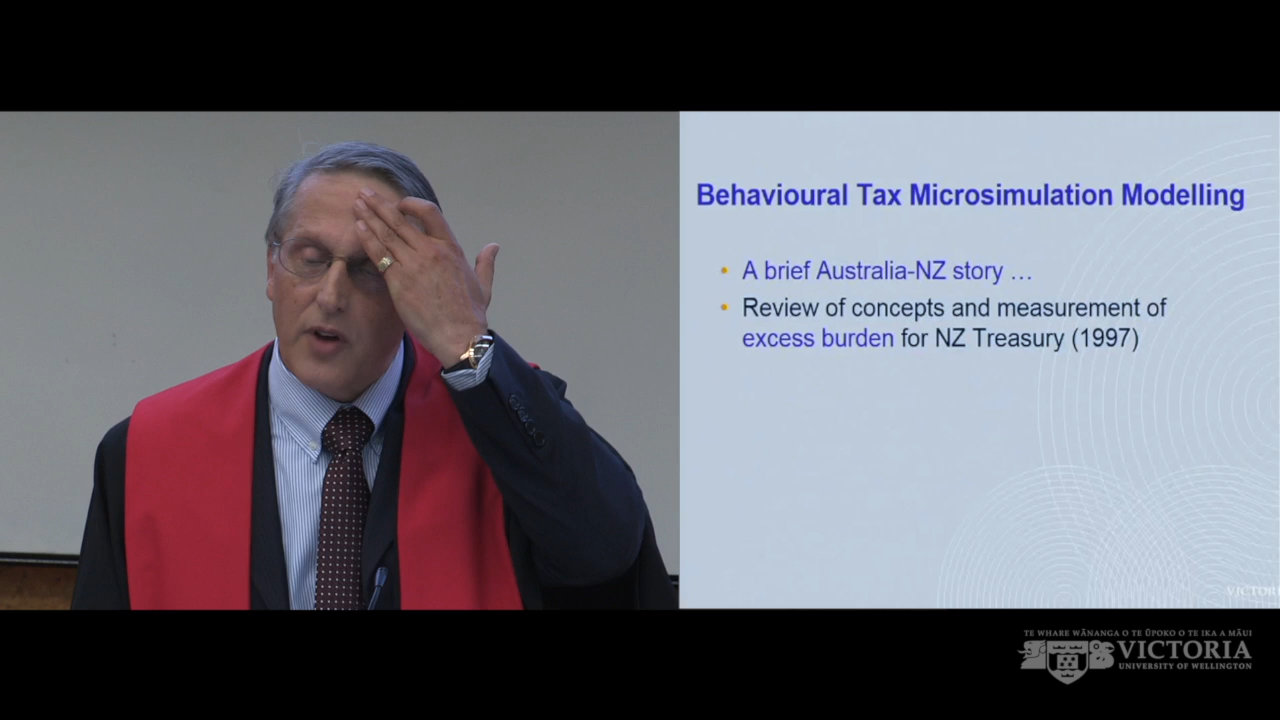 Behavioural Tax Microsimulation Modelling
• A brief Australia-NZ story …
• Review of concepts and measurement of
excess burden for NZ Treasury (1997)
VICTOR
TE WHARE WĀNANGA O TE ŪPOKO O TE IKA A MĀUI
VICTORIA
UNIVERSITY OF WELLINGTON